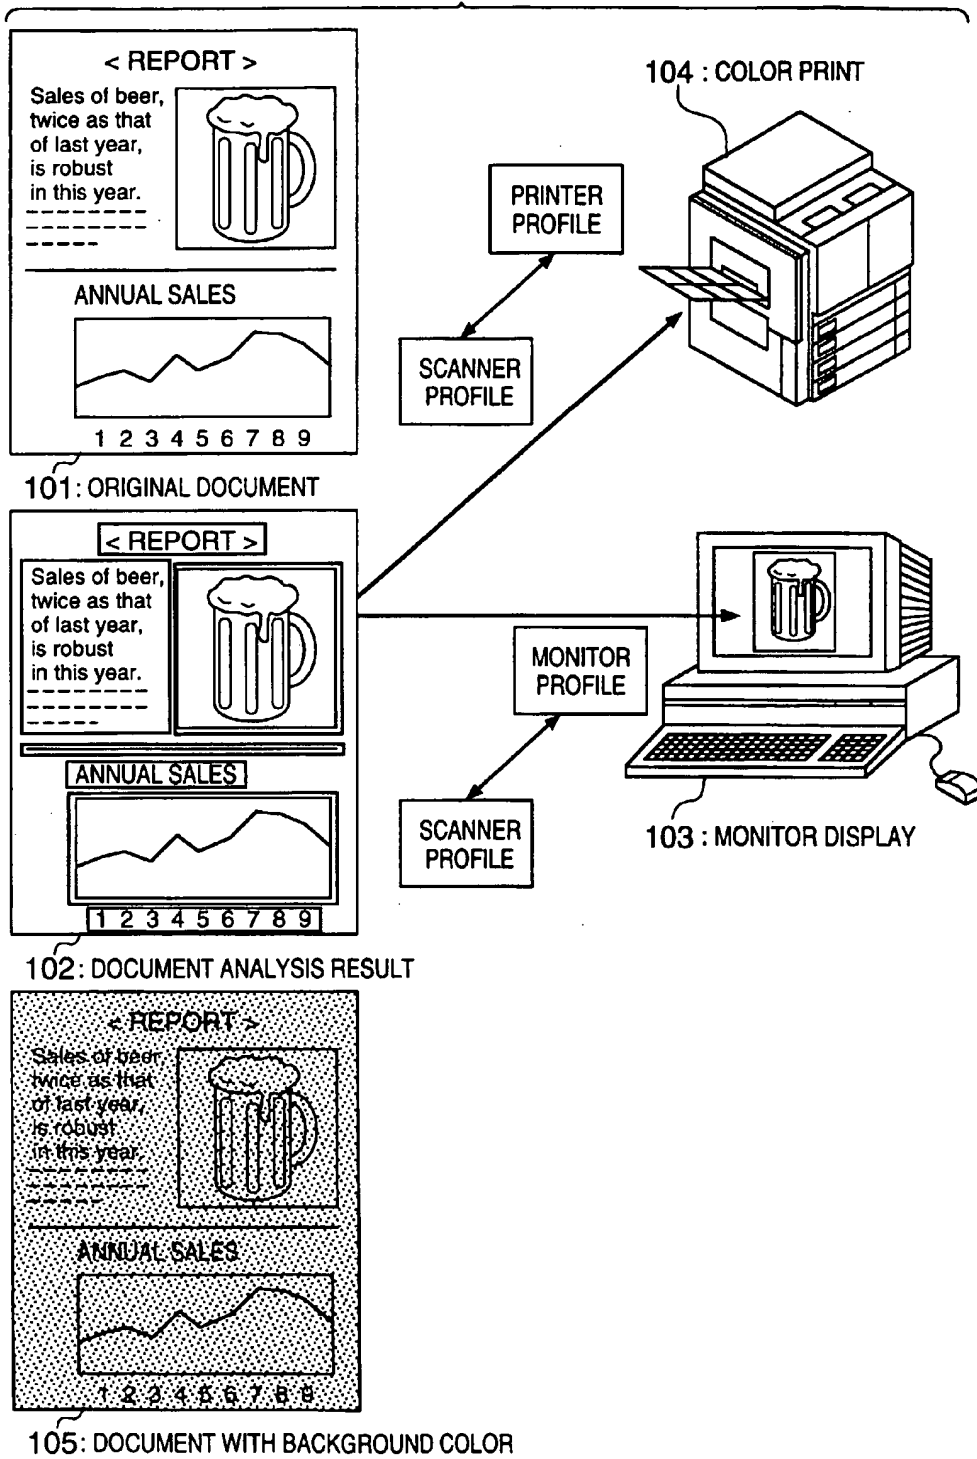 < REPORT >
Sales of beer,
twice as that
of last year,
is robust
in this year.
ANNUAL SALES
1 2 3 4 5 6 7 8 9
101: ORIGINAL DOCUMENT
104 : COLOR PRINT
PRINTER
PROFILE
SCANNER
PROFILE
< REPORT >
Sales of beer,
twice as that
of last year,
is robust
in this year.
ANNUAL SALES
1 2 3 4 5 6 7 8 9
102: DOCUMENT ANALYSIS RESULT
MONITOR
PROFILE
SCANNER
PROFILE
103 : MONITOR DISPLAY
< REPORT >
Sales of beer
twice as that
of last year,
is robust
in this year.
ANNUAL SALES
1 2 3 4 5 6 7 8 9
105: DOCUMENT WITH BACKGROUND COLOR